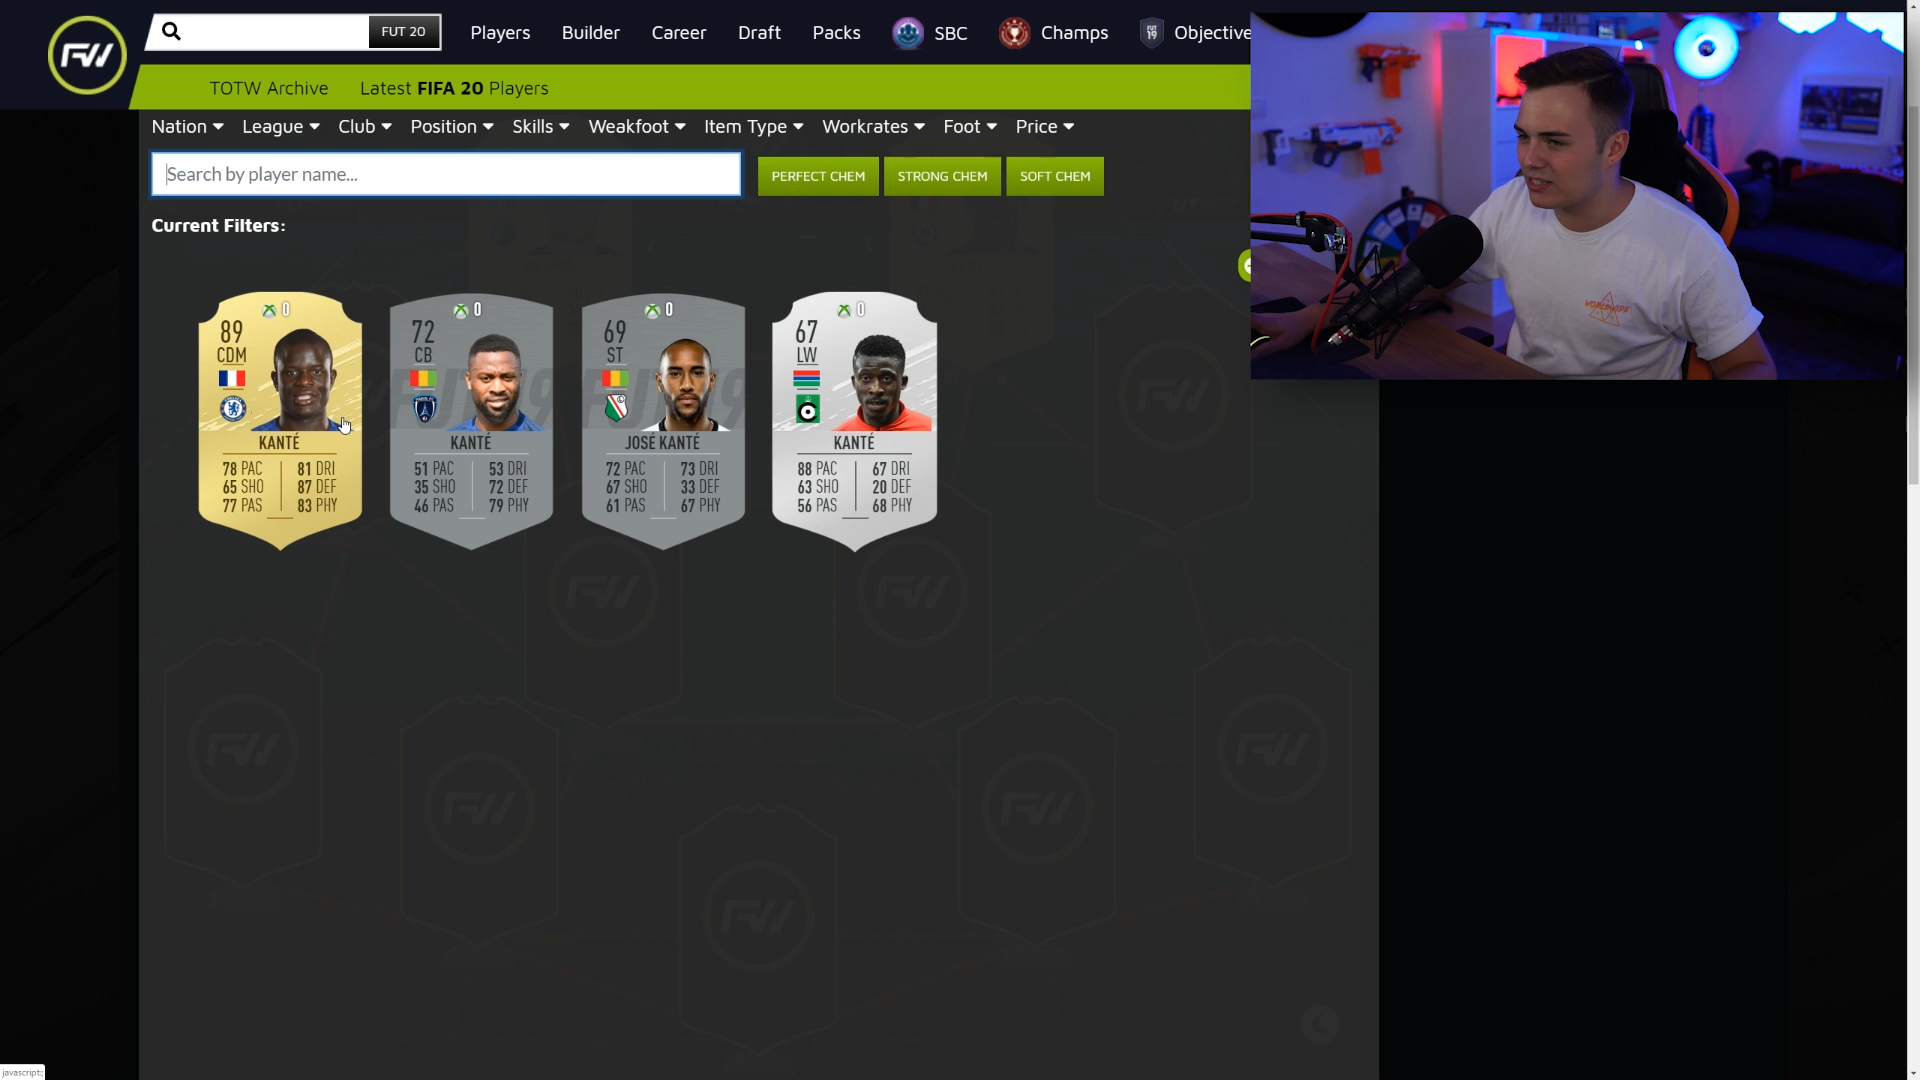 FUT 20
Players
Builder
Career
Draft
Packs
SBC
Champs
FUT 19
Objective
TOTW Archive
Latest FIFA 20 Players
Nation
League
Club
Position
Skills
Weakfoot
Item Type
Workrates
Foot
Price
Search by player name...
PERFECT CHEM
STRONG CHEM
SOFT CHEM
Current Filters:
0
89
CDM
KANTÉ
78 PAC 81 DRI
65 SHO 87 DEF
77 PAS 83 PHY
0
72
CB
KANTÉ
51 PAC 53 DRI
35 SHO 72 DEF
46 PAS 79 PHY
0
69
ST
JOSÉ KANTÉ
72 PAC 73 DRI
67 SHO 33 DEF
61 PAS 67 PHY
0
67
LW
KANTÉ
88 PAC 67 DRI
63 SHO 20 DEF
56 PAS 68 PHY
WORLDWIDE
javascript:;